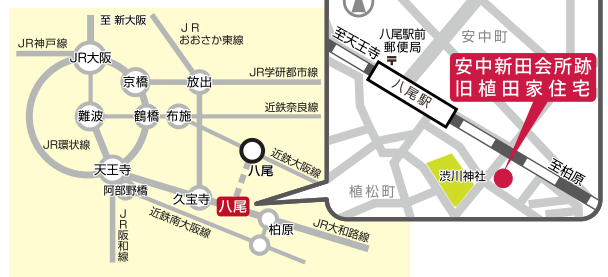 至 新大阪
JR
おおさか東線
JR神戸線
JR大阪
京橋
放出
JR学研都市線
難波
鶴橋
布施
近鉄奈良線
JR環状線
天王寺
八尾
近鉄大阪線
阿部野橋
久宝寺
八尾
JR阪和線
近鉄南大阪線
柏原
JR大和路線
至天王寺
八尾駅前
郵便局
安中町
八尾駅
安中新田会所跡
旧植田家住宅
渋川神社
至柏原
植松町